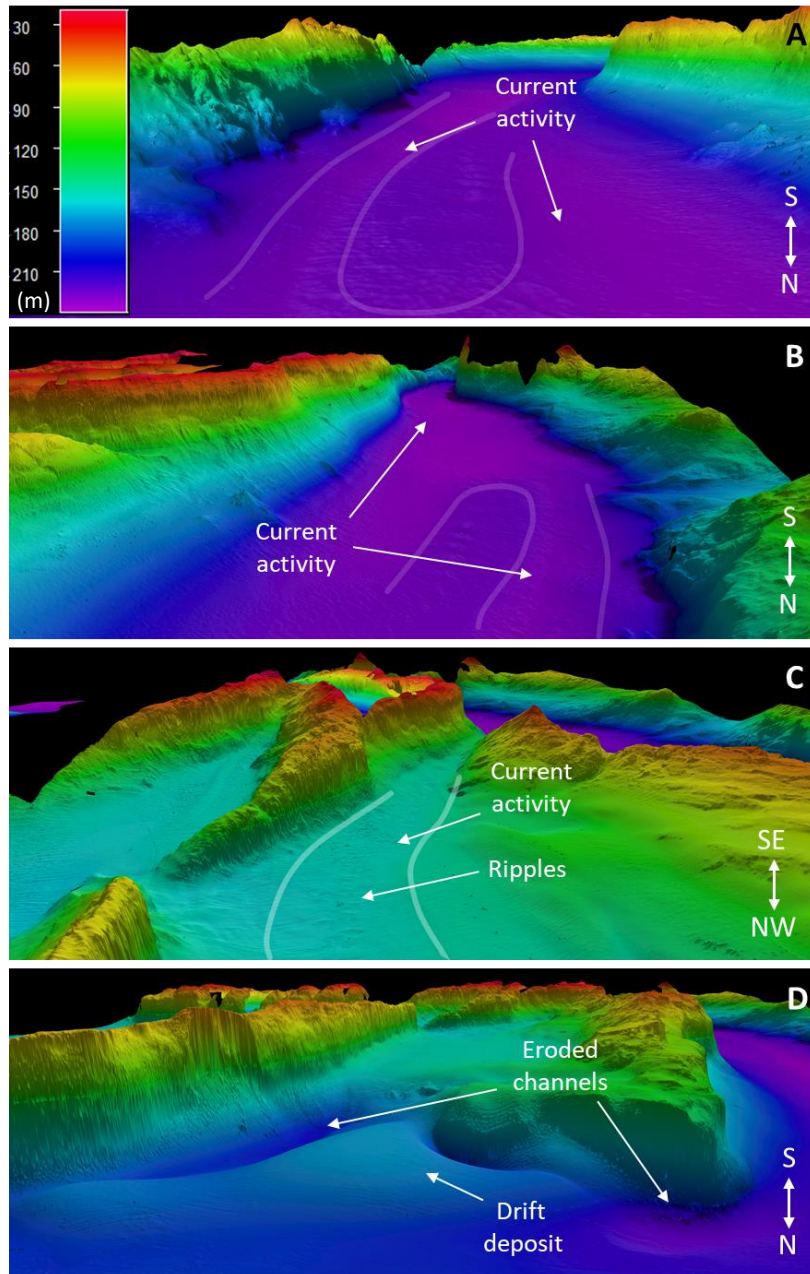 A
30
60
90
120
150
180
210
(m)
Current
activity
S
N
B
Current
activity
S
N
C
Current
activity
Ripples
SE
NW
D
Eroded
channels
Drift
deposit
S
N